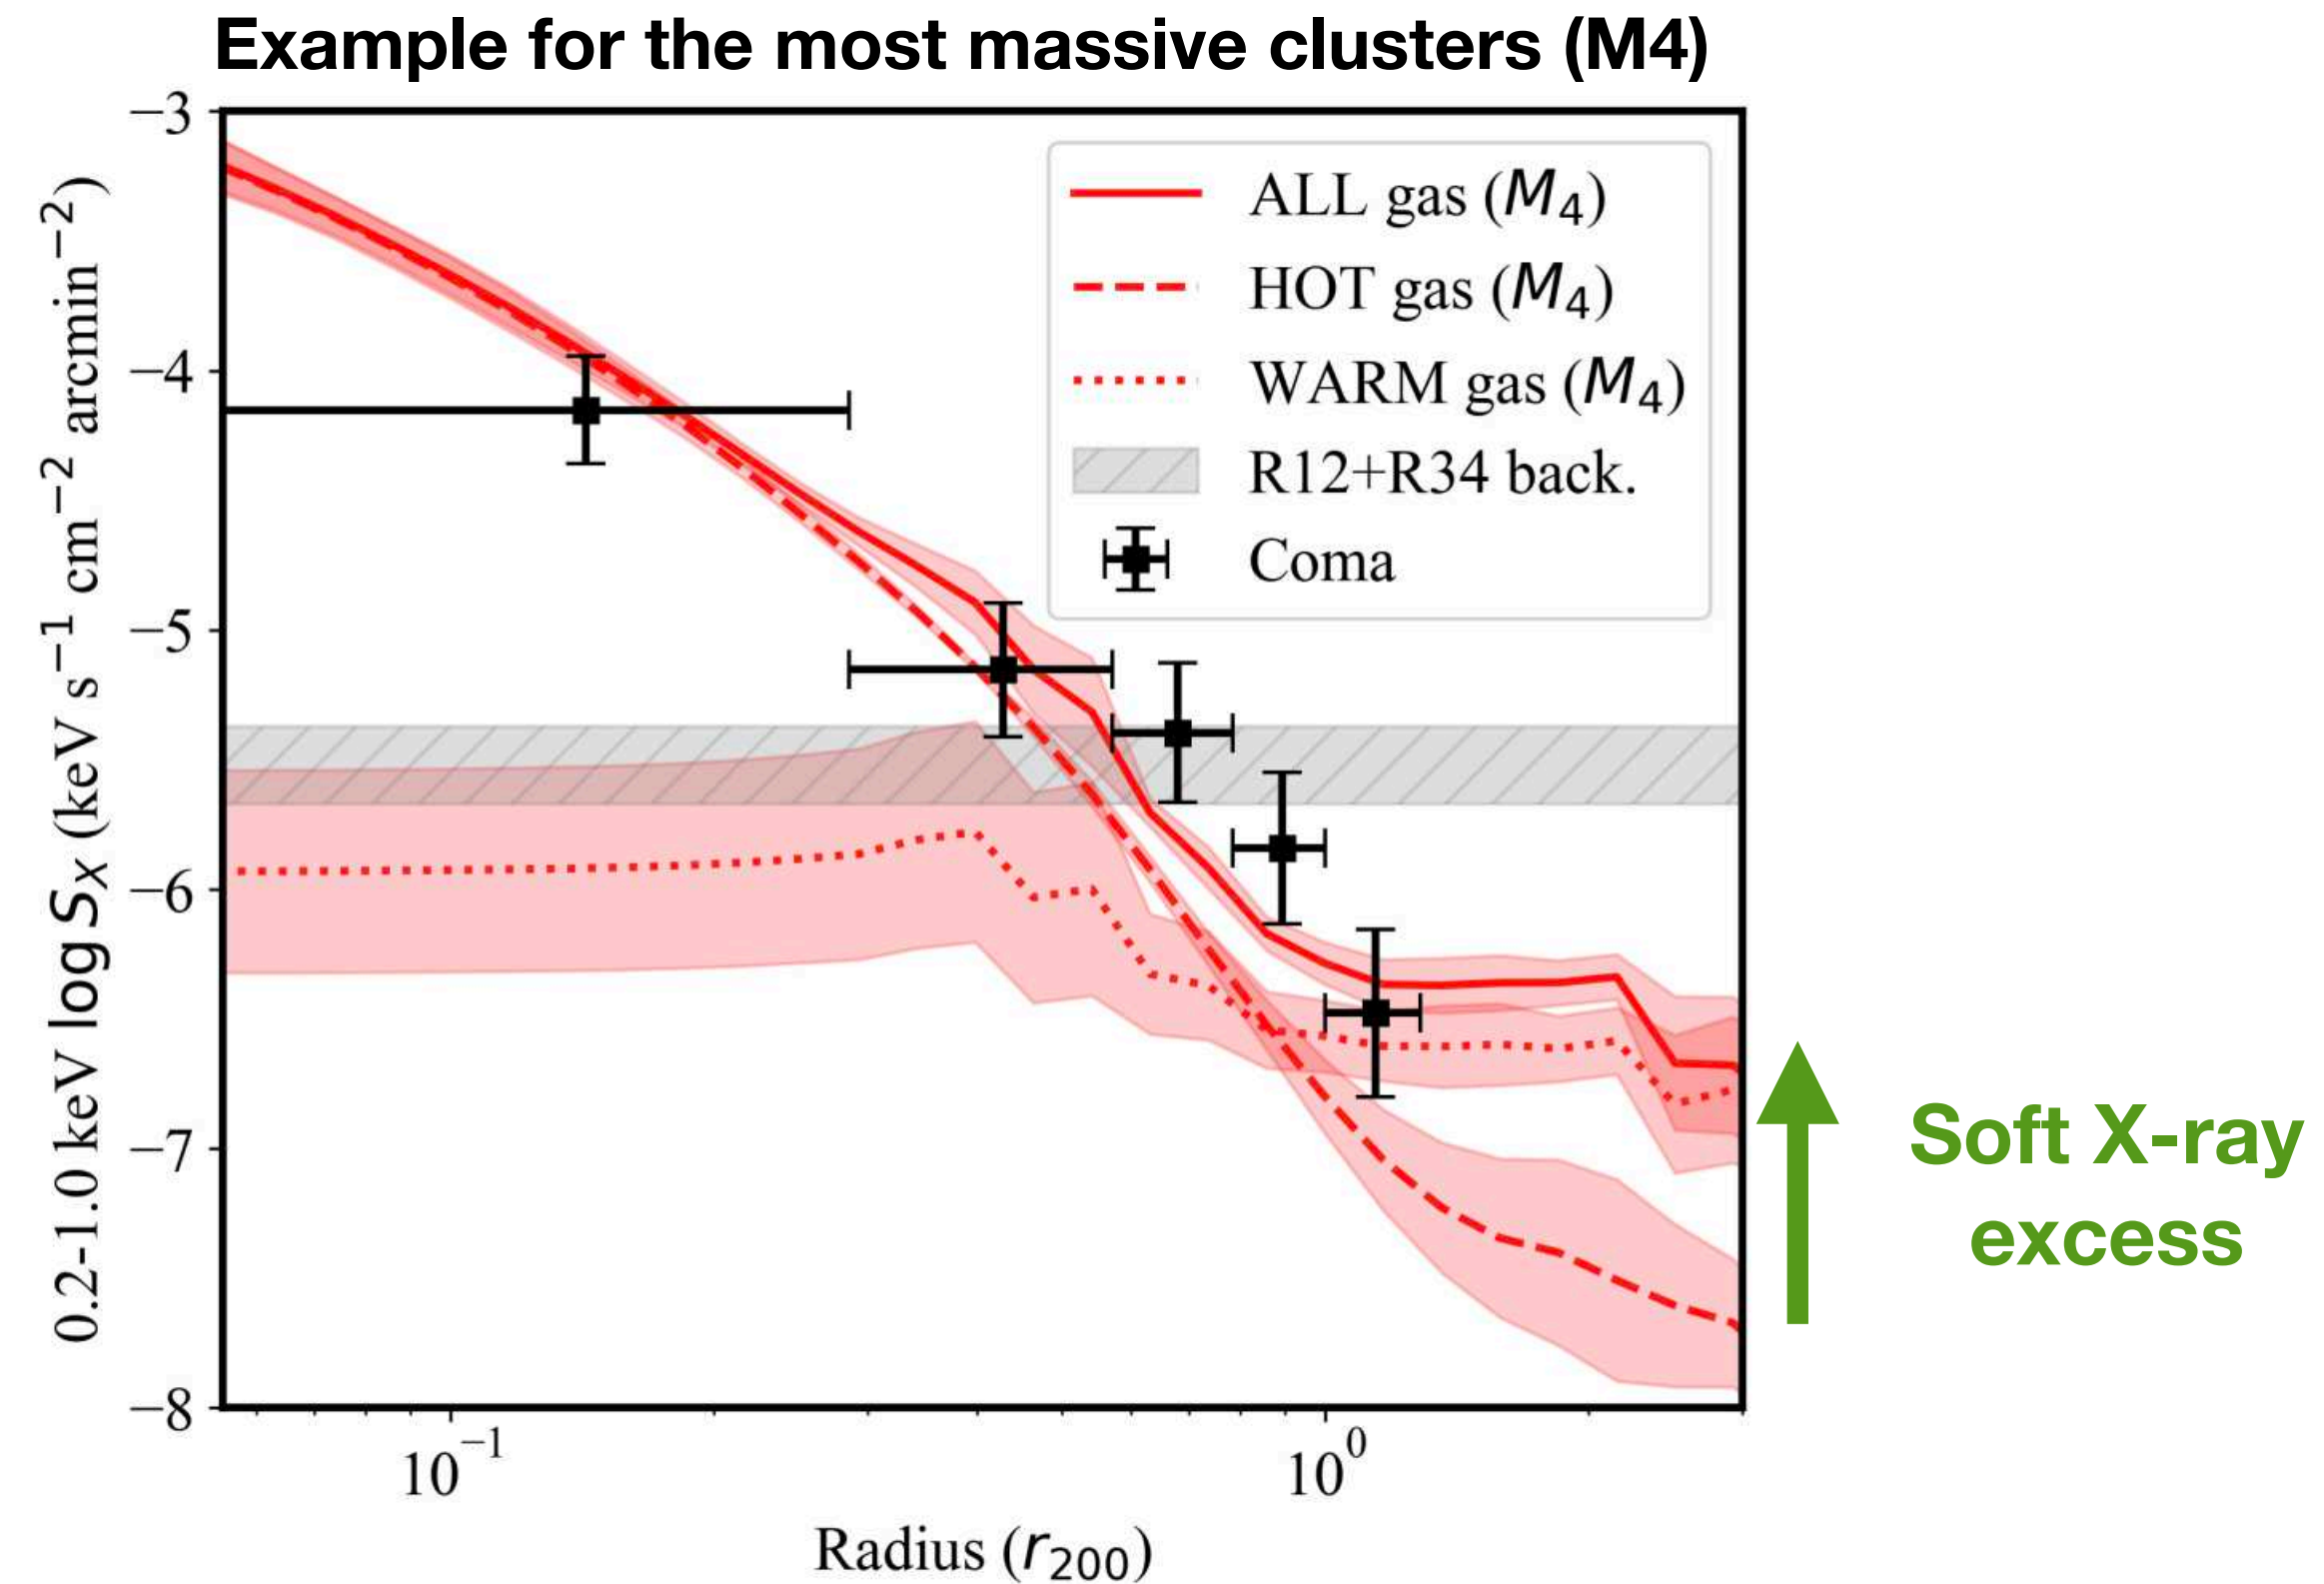 Example for the most massive clusters (M4)
0.2-1.0 keV log S_X (keV s^−1 cm^−2 arcmin^−2)
−3
−4
−5
−6
−7
−8
ALL gas (M_4)
HOT gas (M_4)
WARM gas (M_4)
R12+R34 back.
Coma
Soft X-ray
excess
10^−1
10^0
Radius (r_200)